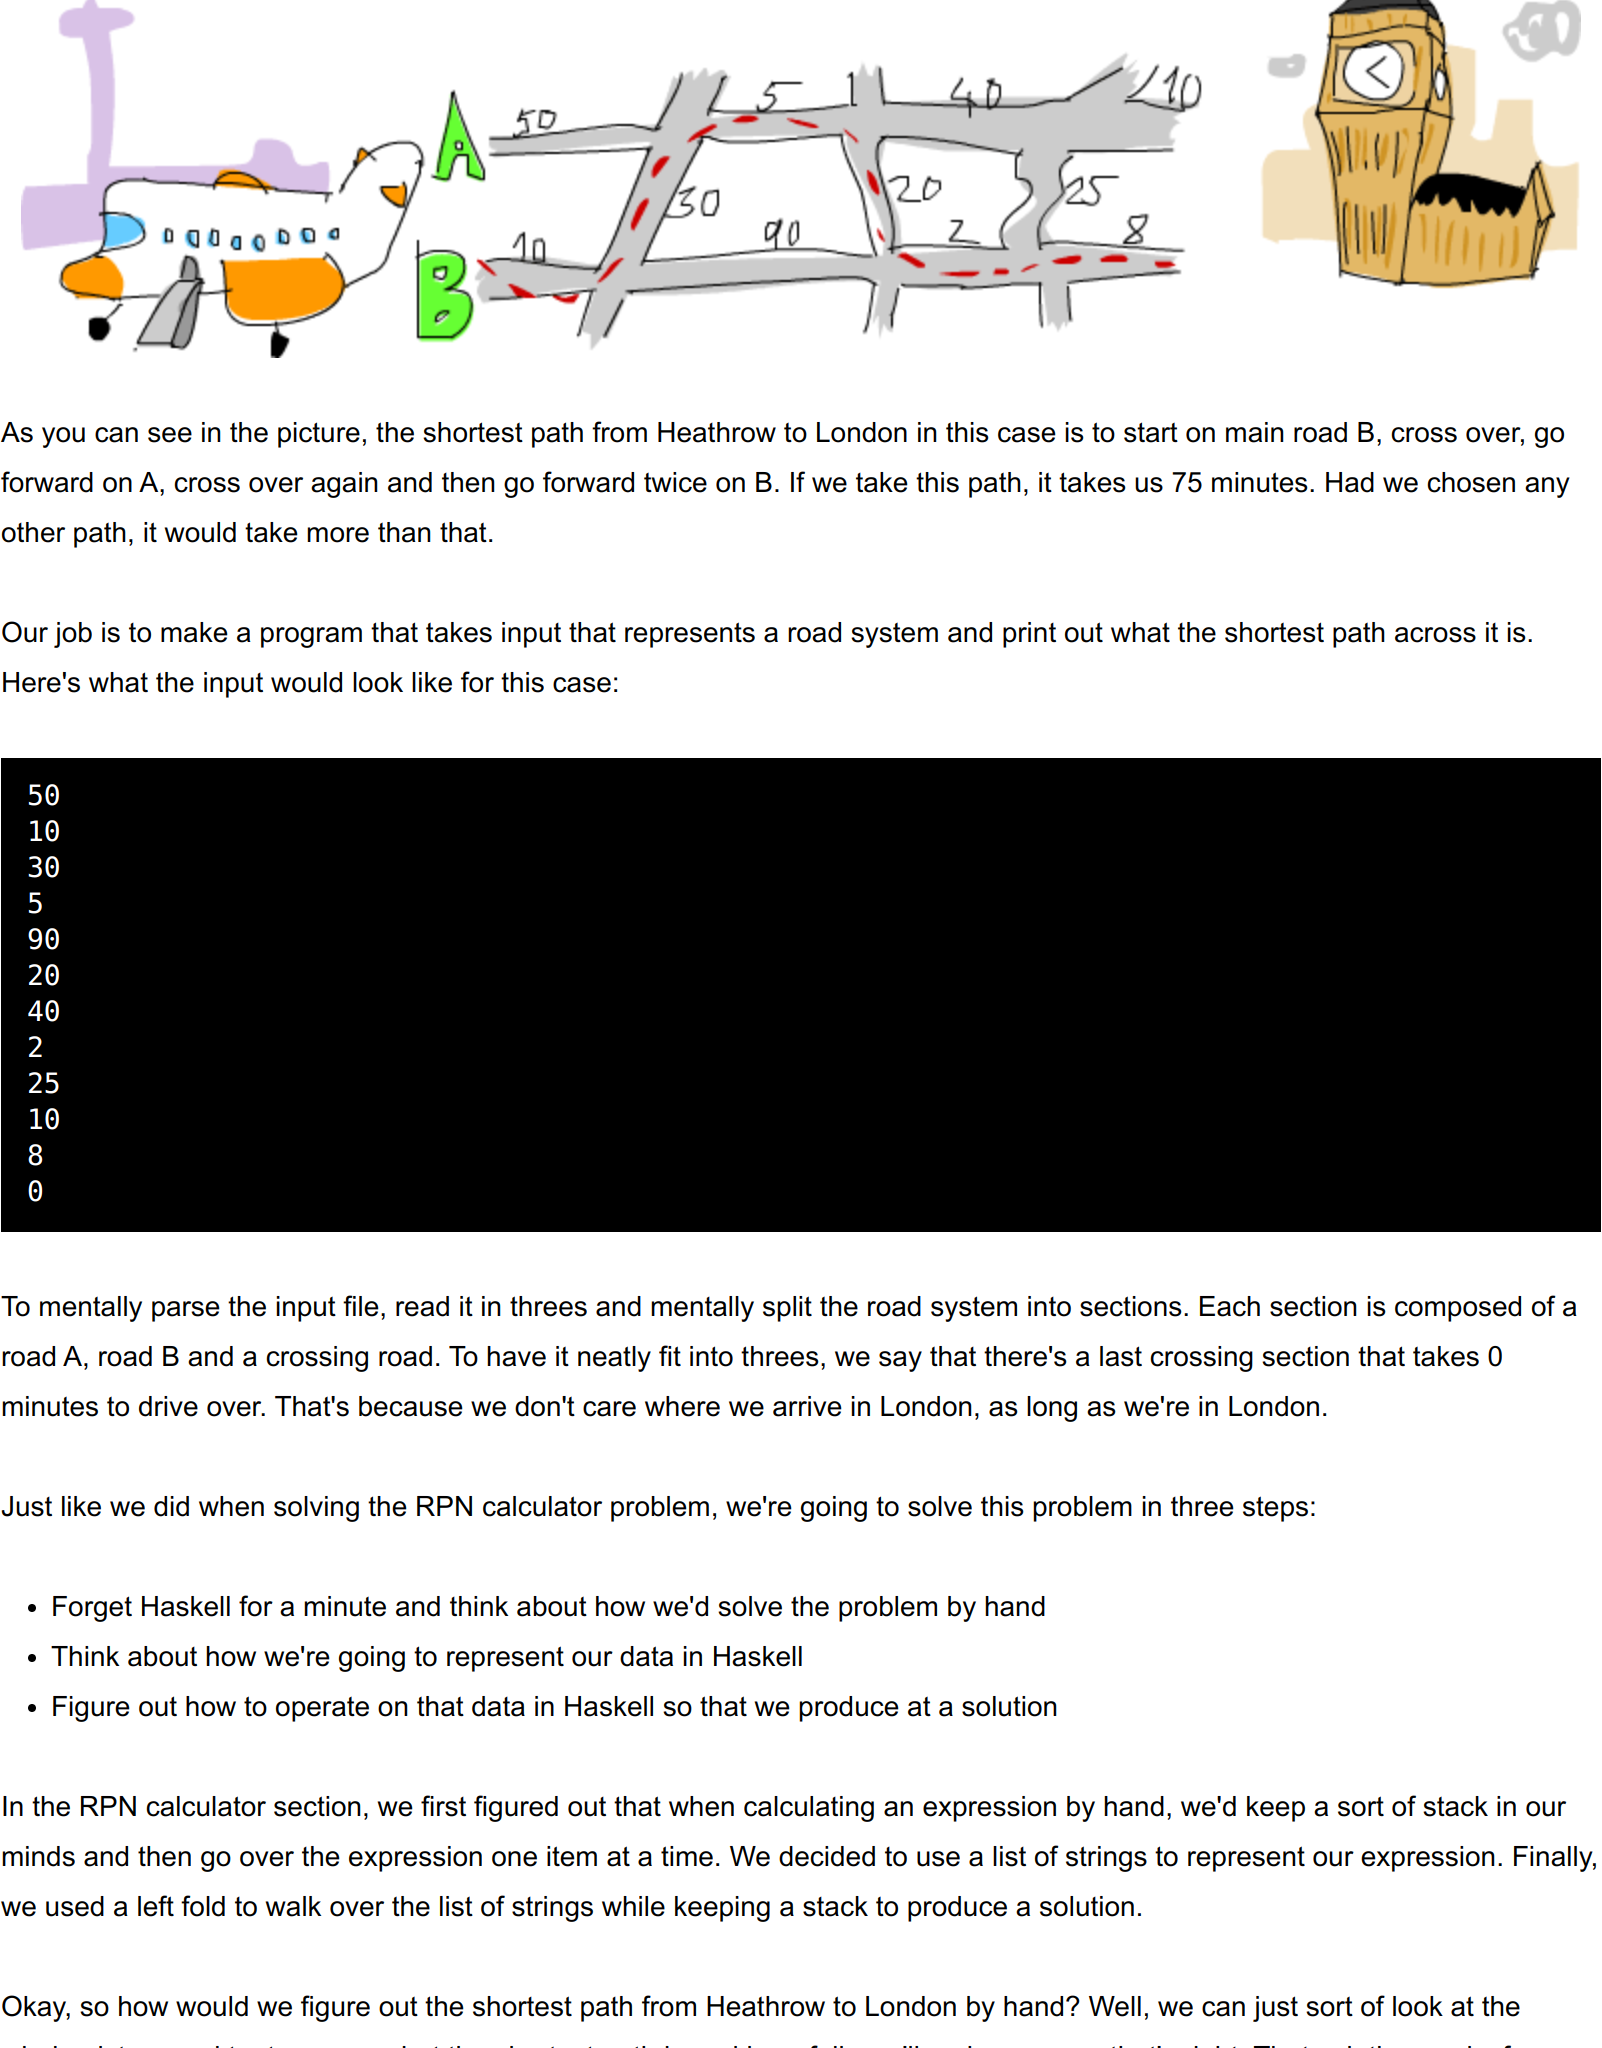 50 5 40 10
A
30 20 25
10 90 2 8
B
As you can see in the picture, the shortest path from Heathrow to London in this case is to start on main road B, cross over, go
forward on A, cross over again and then go forward twice on B. If we take this path, it takes us 75 minutes. Had we chosen any
other path, it would take more than that.
Our job is to make a program that takes input that represents a road system and print out what the shortest path across it is.
Here's what the input would look like for this case:
50
10
30
5
90
20
40
2
25
10
8
0
To mentally parse the input file, read it in threes and mentally split the road system into sections. Each section is composed of a
road A, road B and a crossing road. To have it neatly fit into threes, we say that there's a last crossing section that takes 0
minutes to drive over. That's because we don't care where we arrive in London, as long as we're in London.
Just like we did when solving the RPN calculator problem, we're going to solve this problem in three steps:
• Forget Haskell for a minute and think about how we'd solve the problem by hand
• Think about how we're going to represent our data in Haskell
• Figure out how to operate on that data in Haskell so that we produce at a solution
In the RPN calculator section, we first figured out that when calculating an expression by hand, we'd keep a sort of stack in our
minds and then go over the expression one item at a time. We decided to use a list of strings to represent our expression. Finally,
we used a left fold to walk over the list of strings while keeping a stack to produce a solution.
Okay, so how would we figure out the shortest path from Heathrow to London by hand? Well, we can just sort of look at the